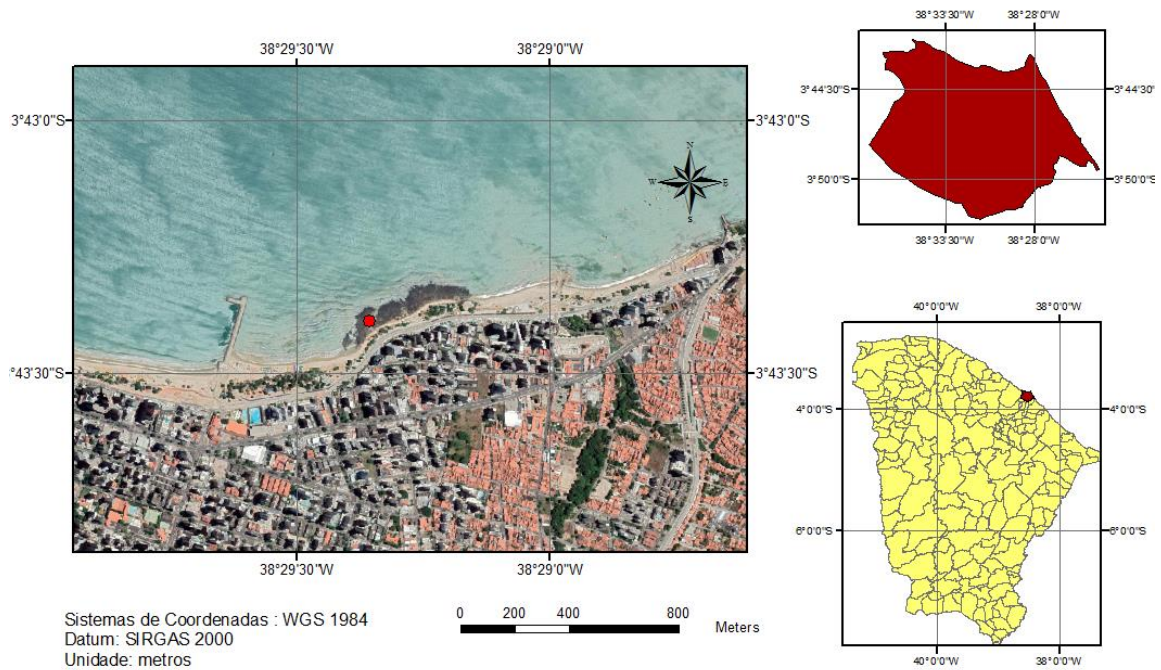 38°29'30"W
38°29'0"W
3°43'0"S
3°43'0"S
N
W
E
S
°43'30"S
3°43'30"S
38°29'30"W
38°29'0"W
Sistemas de Coordenadas : WGS 1984
Datum: SIRGAS 2000
Unidade: metros
0 200 400 800
Meters
38°33'30"W
38°28'0"W
3°44'30"S
3°44'30"S
3°50'0"S
3°50'0"S
38°33'30"W
38°28'0"W
40°0'0"W
38°0'0"W
4°0'0"S
4°0'0"S
6°0'0"S
6°0'0"S
40°0'0"W
38°0'0"W